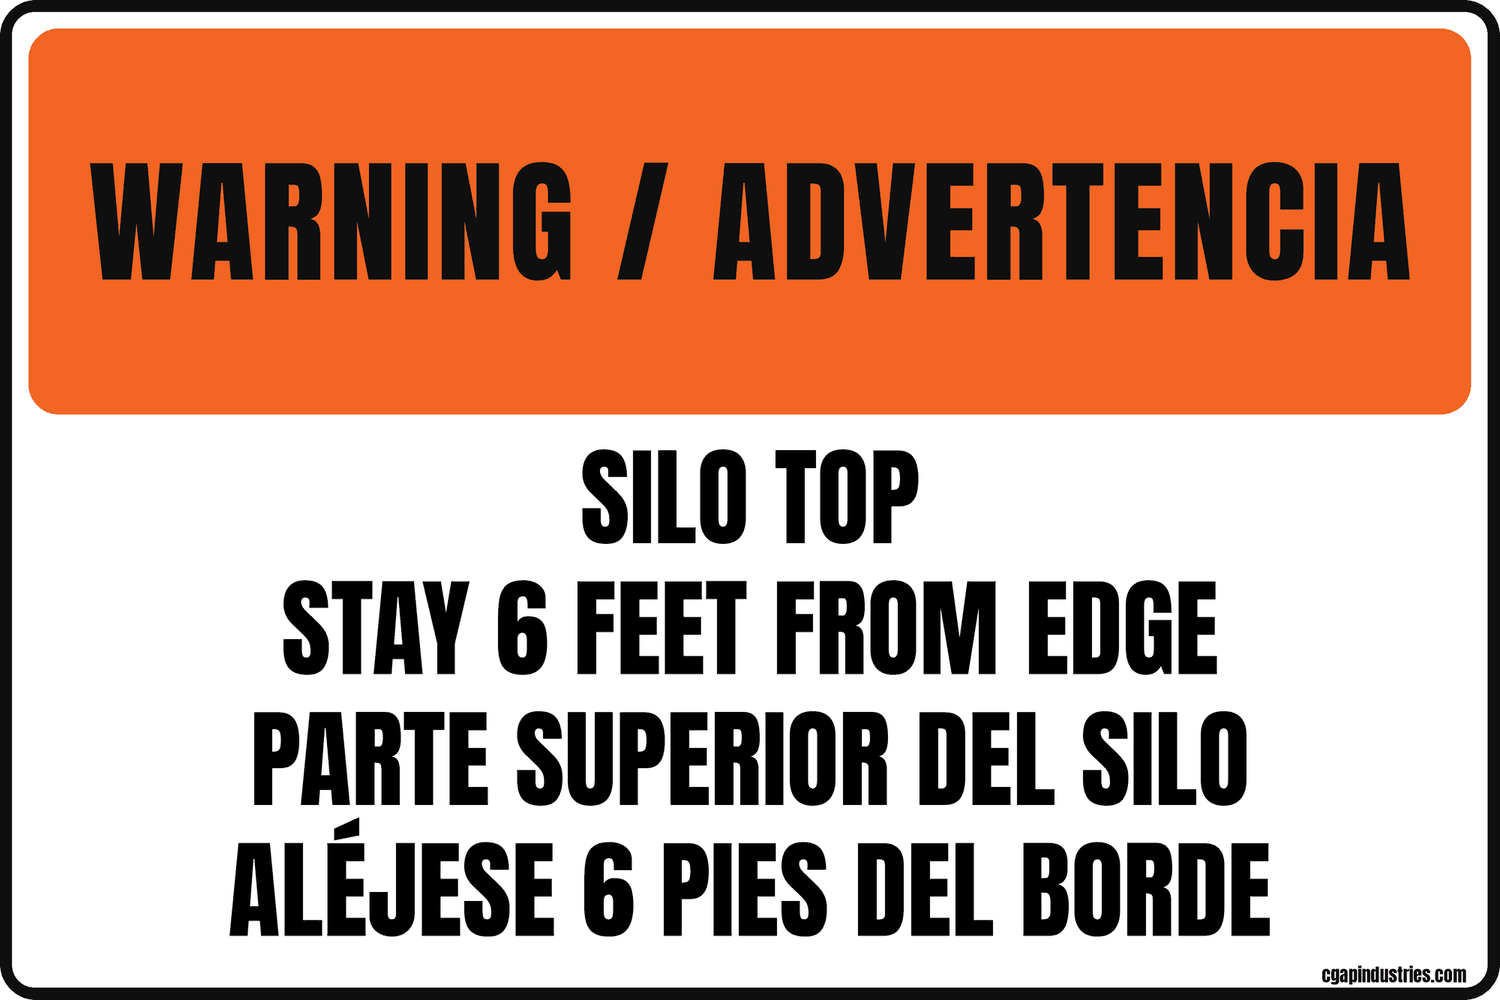 WARNING / ADVERTENCIA
SILO TOP
STAY 6 FEET FROM EDGE
PARTE SUPERIOR DEL SILO
ALÉJESE 6 PIES DEL BORDE
cgapindustries.com